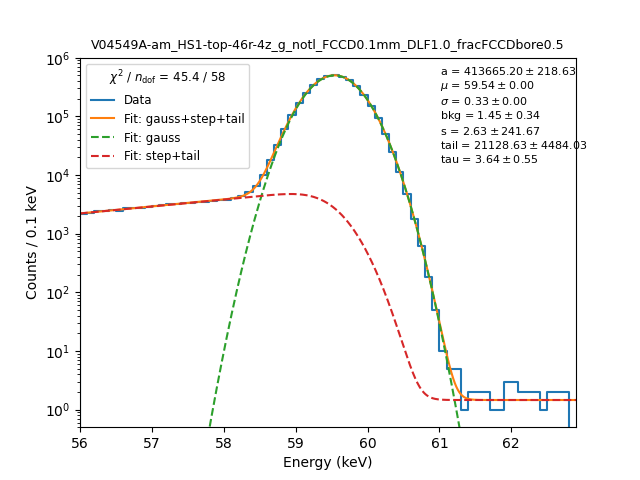 V04549A-am_HS1-top-46r-4z_g_notl_FCCD0.1mm_DLF1.0_fracFCCDbore0.5
χ² / n_dof = 45.4 / 58
Data
Fit: gauss+step+tail
Fit: gauss
Fit: step+tail
a = 413665.20 ± 218.63
μ = 59.54 ± 0.00
σ = 0.33 ± 0.00
bkg = 1.45 ± 0.34
s = 2.63 ± 241.67
tail = 21128.63 ± 4484.03
tau = 3.64 ± 0.55
Counts / 0.1 keV
10⁶
10⁵
10⁴
10³
10²
10¹
10⁰
56 57 58 59 60 61 62
Energy (keV)